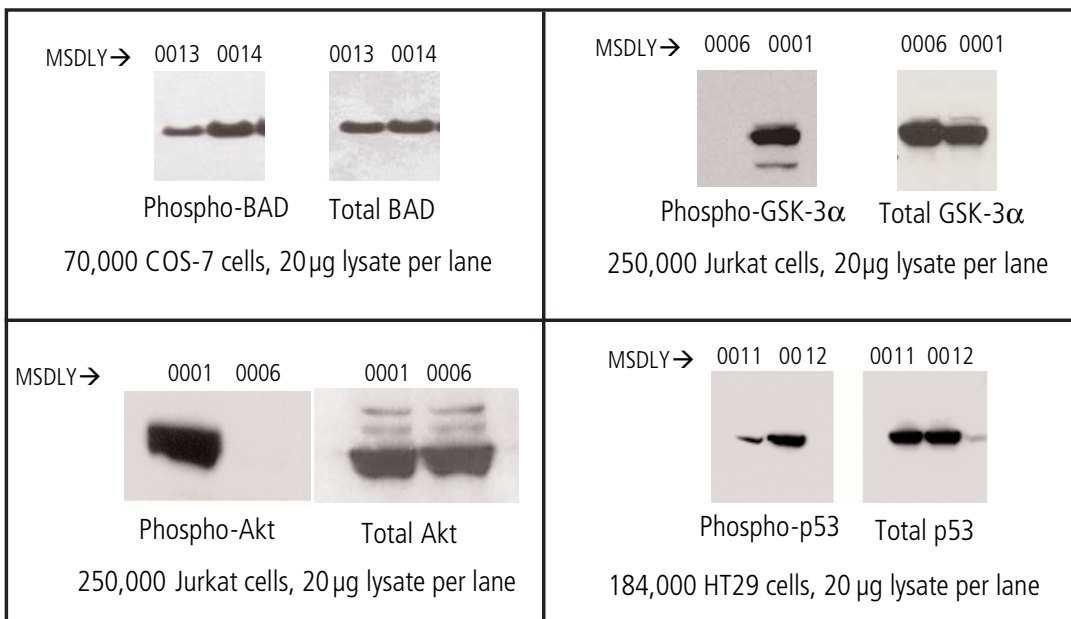 MSDLY→ 0013 0014 0013 0014
Phospho-BAD Total BAD
70,000 COS-7 cells, 20µg lysate per lane
MSDLY→ 0006 0001 0006 0001
Phospho-GSK-3α Total GSK-3α
250,000 Jurkat cells, 20µg lysate per lane
MSDLY→ 0001 0006 0001 0006
Phospho-Akt Total Akt
250,000 Jurkat cells, 20µg lysate per lane
MSDLY→ 0011 0012 0011 0012
Phospho-p53 Total p53
184,000 HT29 cells, 20 µg lysate per lane